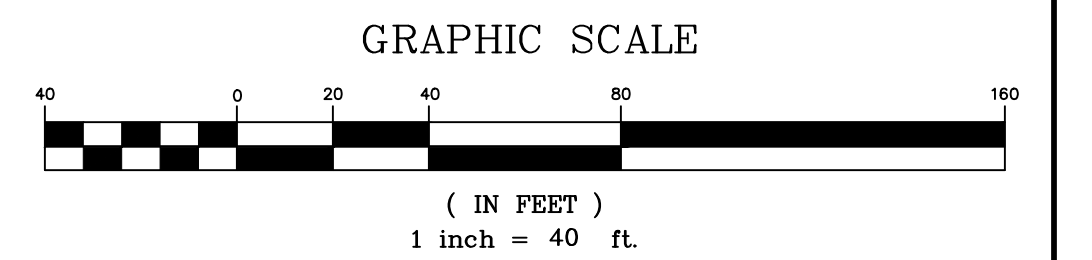 GRAPHIC SCALE
40 0 20 40 80 160
( IN FEET )
1 inch = 40 ft.